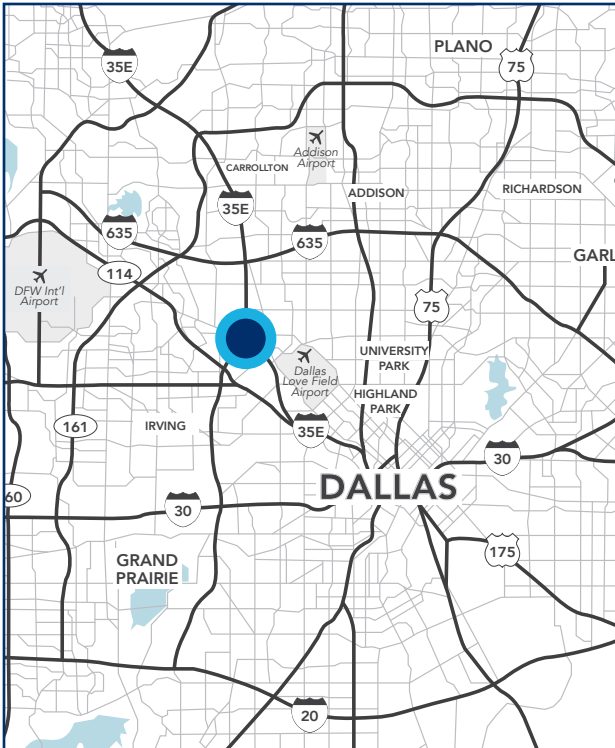 PLANO
35E
75
Addison
Airport
CARROLLTON
RICHARDSON
ADDISON
35E
635
635
GARL
114
DFW Int'l
Airport
75
UNIVERSITY
PARK
Dallas
Love Field
Airport
HIGHLAND
PARK
161
IRVING
35E
30
DALLAS
60
30
175
GRAND
PRAIRIE
20